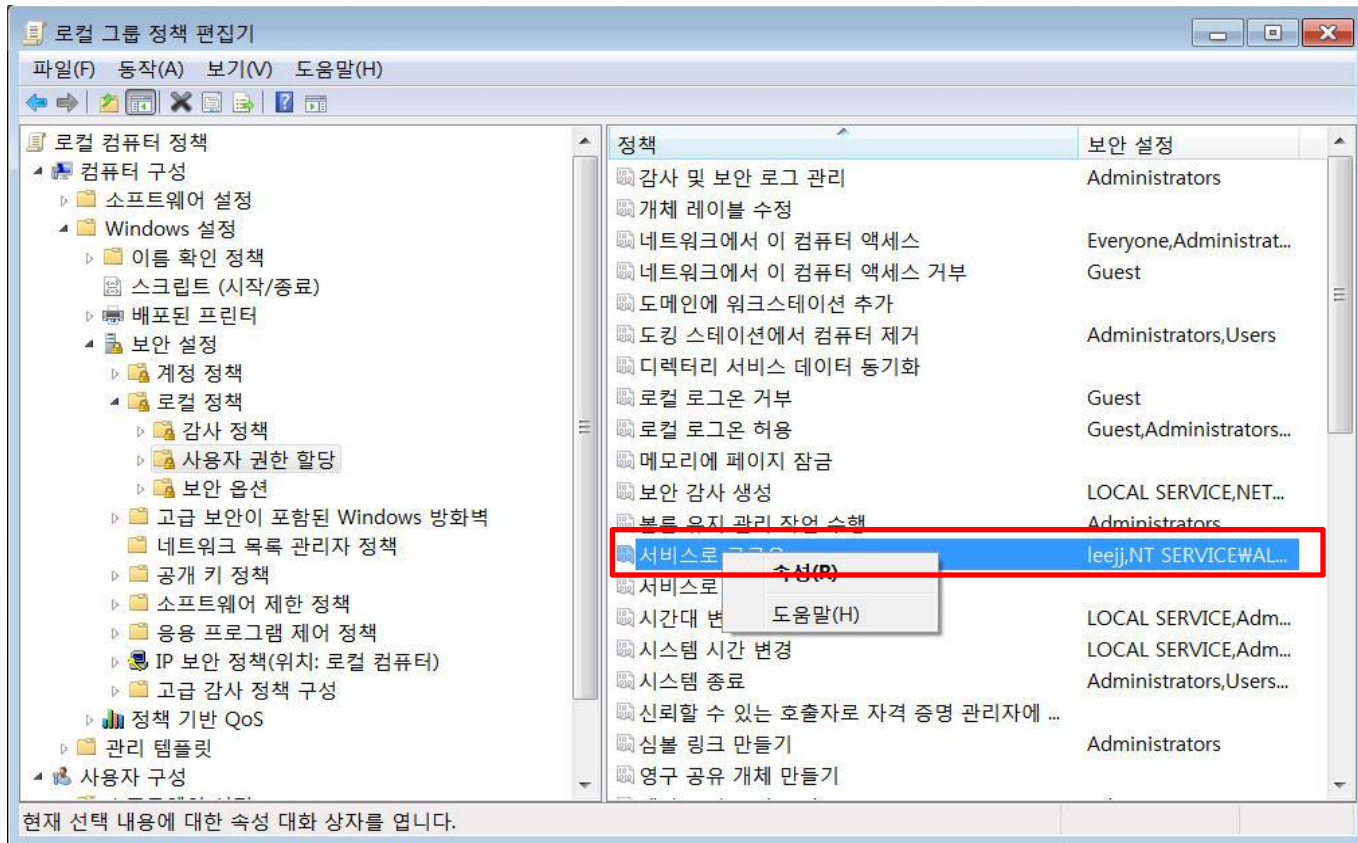 로컬 그룹 정책 편집기
파일(F) 동작(A) 보기(V) 도움말(H)
로컬 컴퓨터 정책
컴퓨터 구성
소프트웨어 설정
Windows 설정
이름 확인 정책
스크립트 (시작/종료)
배포된 프린터
보안 설정
계정 정책
로컬 정책
감사 정책
사용자 권한 할당
보안 옵션
고급 보안이 포함된 Windows 방화벽
네트워크 목록 관리자 정책
공개 키 정책
소프트웨어 제한 정책
응용 프로그램 제어 정책
IP 보안 정책(위치: 로컬 컴퓨터)
고급 감사 정책 구성
정책 기반 QoS
관리 템플릿
사용자 구성
정책 보안 설정
감사 및 보안 로그 관리 Administrators
개체 레이블 수정
네트워크에서 이 컴퓨터 액세스 Everyone,Administrat...
네트워크에서 이 컴퓨터 액세스 거부 Guest
도메인에 워크스테이션 추가
도킹 스테이션에서 컴퓨터 제거 Administrators,Users
디렉터리 서비스 데이터 동기화
로컬 로그온 거부 Guest
로컬 로그온 허용 Guest,Administrators...
메모리에 페이지 잠금
보안 감사 생성 LOCAL SERVICE,NET...
볼륨 유지 관리 작업 수행 Administrators
서비스로 leejj,NT SERVICE₩AL...
속성(R)
서비스로
도움말(H)
시간대 변 LOCAL SERVICE,Adm...
시스템 시간 변경 LOCAL SERVICE,Adm...
시스템 종료 Administrators,Users...
신뢰할 수 있는 호출자로 자격 증명 관리자에 ...
심볼 링크 만들기 Administrators
영구 공유 개체 만들기
현재 선택 내용에 대한 속성 대화 상자를 엽니다.